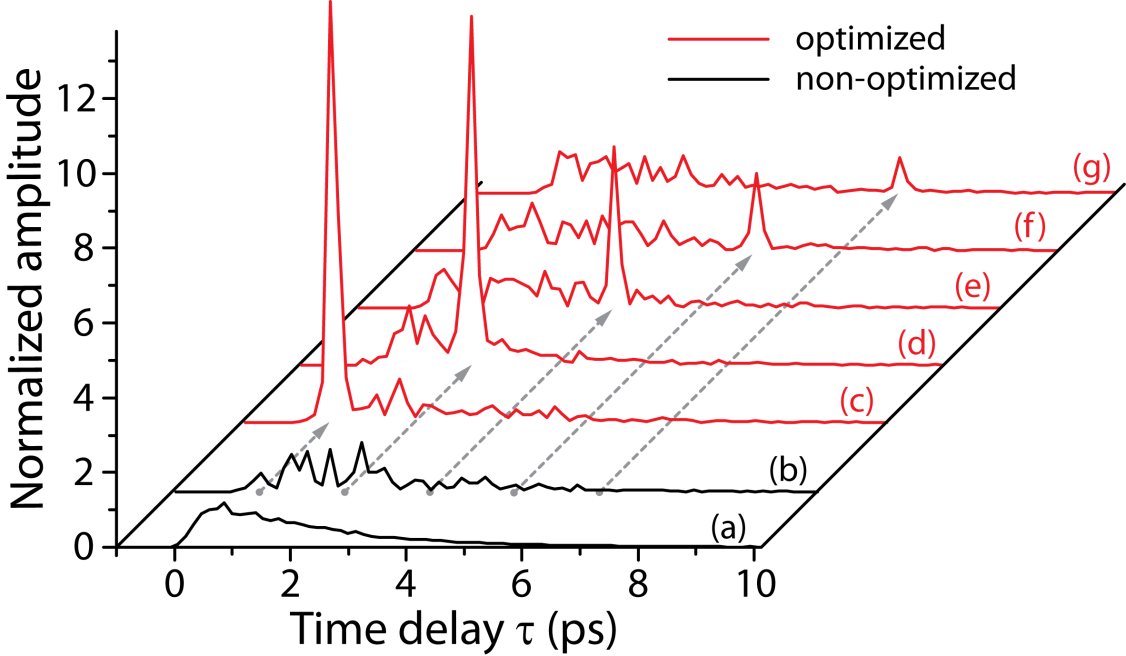 optimized
non-optimized
Normalized amplitude
12
10
8
6
4
2
0
(g)
(f)
(e)
(d)
(c)
(b)
(a)
0 2 4 6 8 10
Time delay τ (ps)